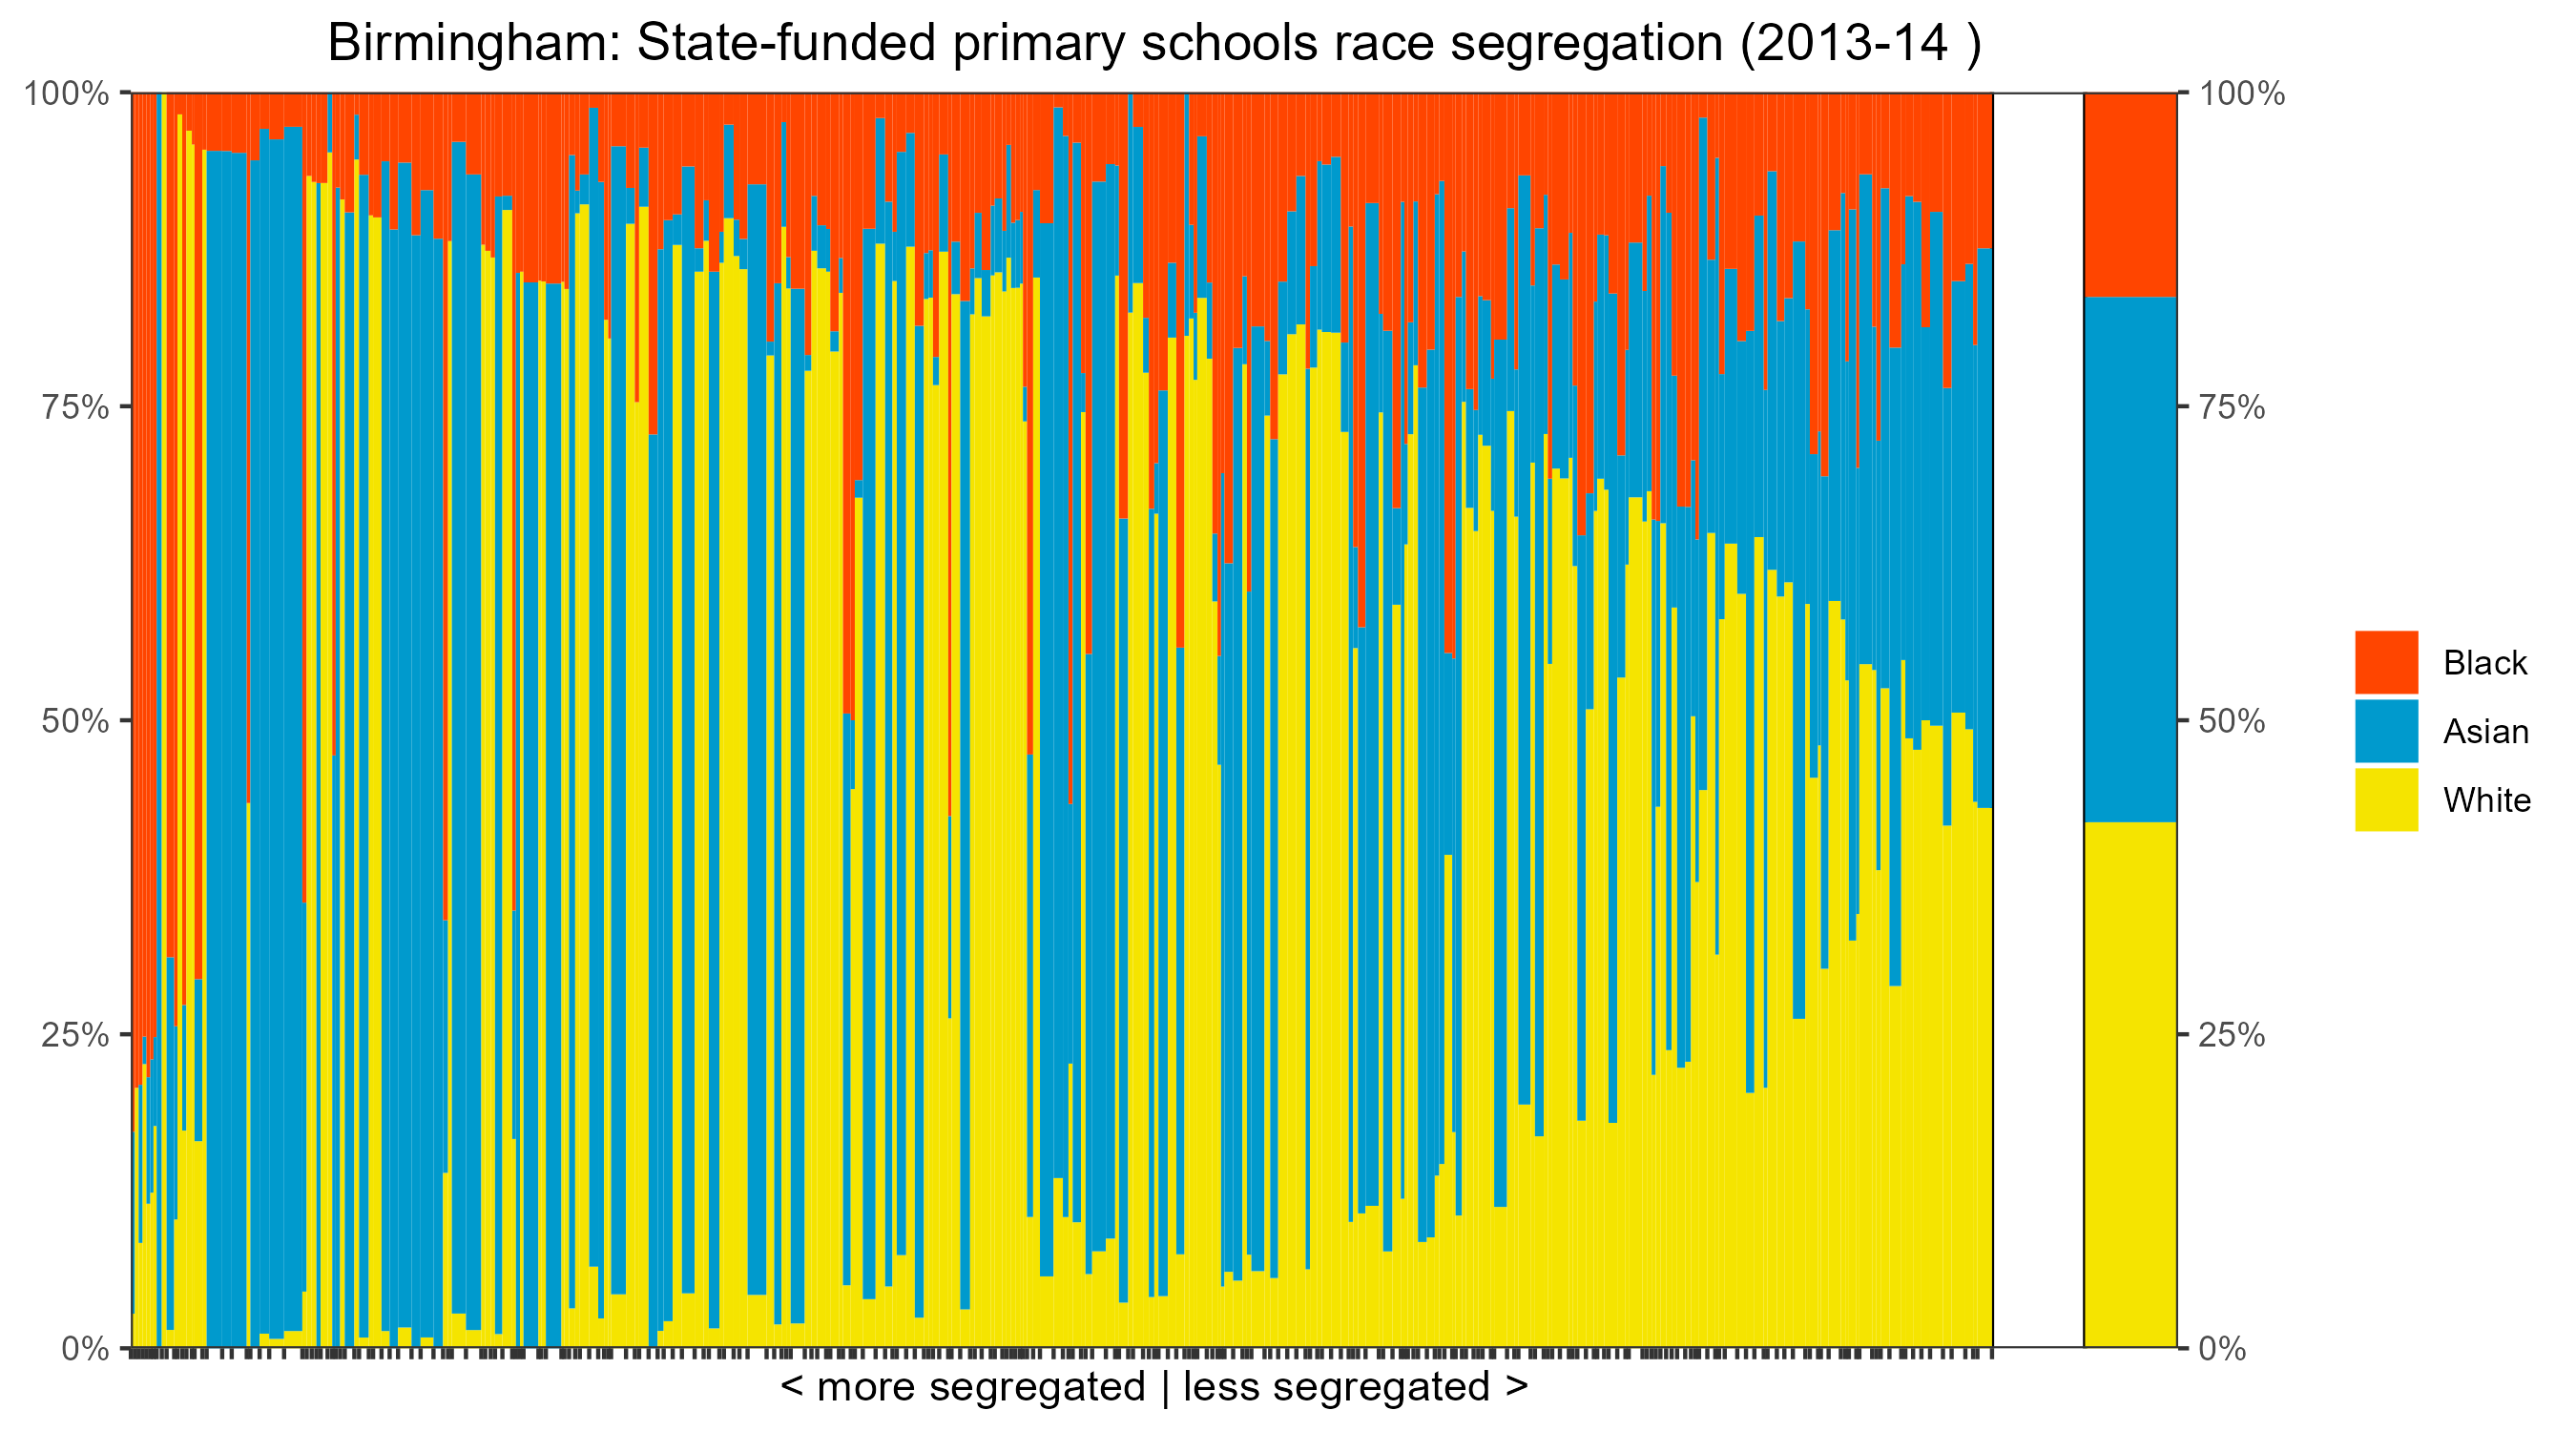 Birmingham: State-funded primary schools race segregation (2013-14 )
100%
75%
50%
25%
0%
100%
75%
50%
25%
0%
Black
Asian
White
< more segregated | less segregated >